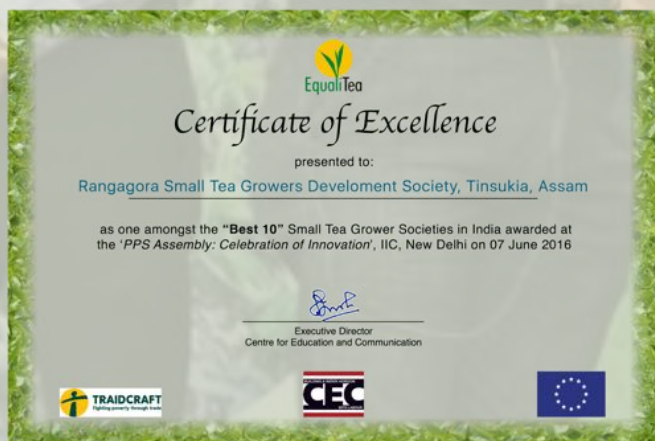 EqualiTea
Certificate of Excellence
presented to:
Rangagora Small Tea Growers Develoment Society, Tinsukia, Assam
as one amongst the "Best 10" Small Tea Grower Societies in India awarded at
the 'PPS Assembly: Celebration of Innovation', IIC, New Delhi on 07 June 2016
Executive Director
Centre for Education and Communication
TRAIDCRAFT
Fighting poverty through trade
CEC